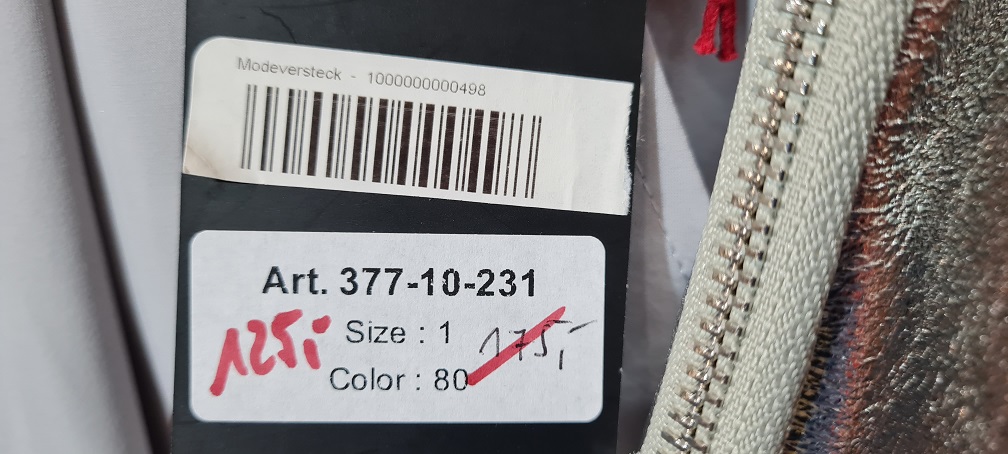 Modeversteck - 1000000000498
Art. 377-10-231
125,- Size : 1 175,-
Color : 80